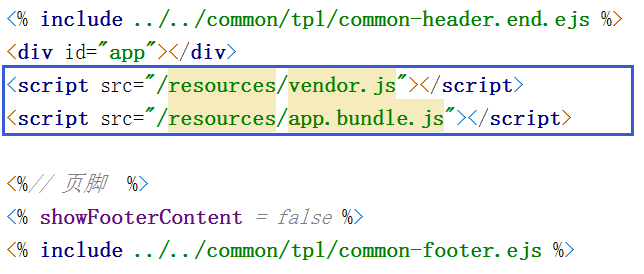 <% include ../../common/tpl/common-header.end.ejs %>
<div id="app"></div>
<script src="/resources/vendor.js"></script>
<script src="/resources/app.bundle.js"></script>
<%// 页脚  %>
<% showFooterContent = false %>
<% include ../../common/tpl/common-footer.ejs %>